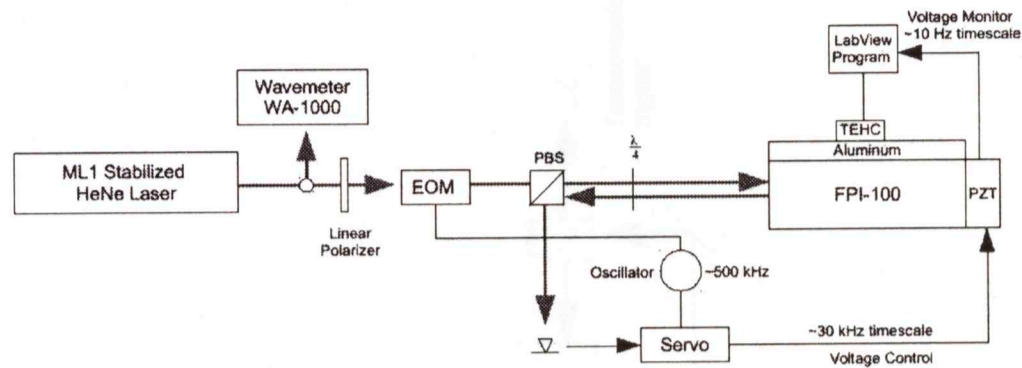 Voltage Monitor
~10 Hz timescale
LabView
Program
Wavemeter
WA-1000
TEHC
Aluminum
ML1 Stabilized
HeNe Laser
EOM
PBS
λ
4
FPI-100
PZT
Linear
Polarizer
Oscillator
~500 kHz
Servo
~30 kHz timescale
Voltage Control